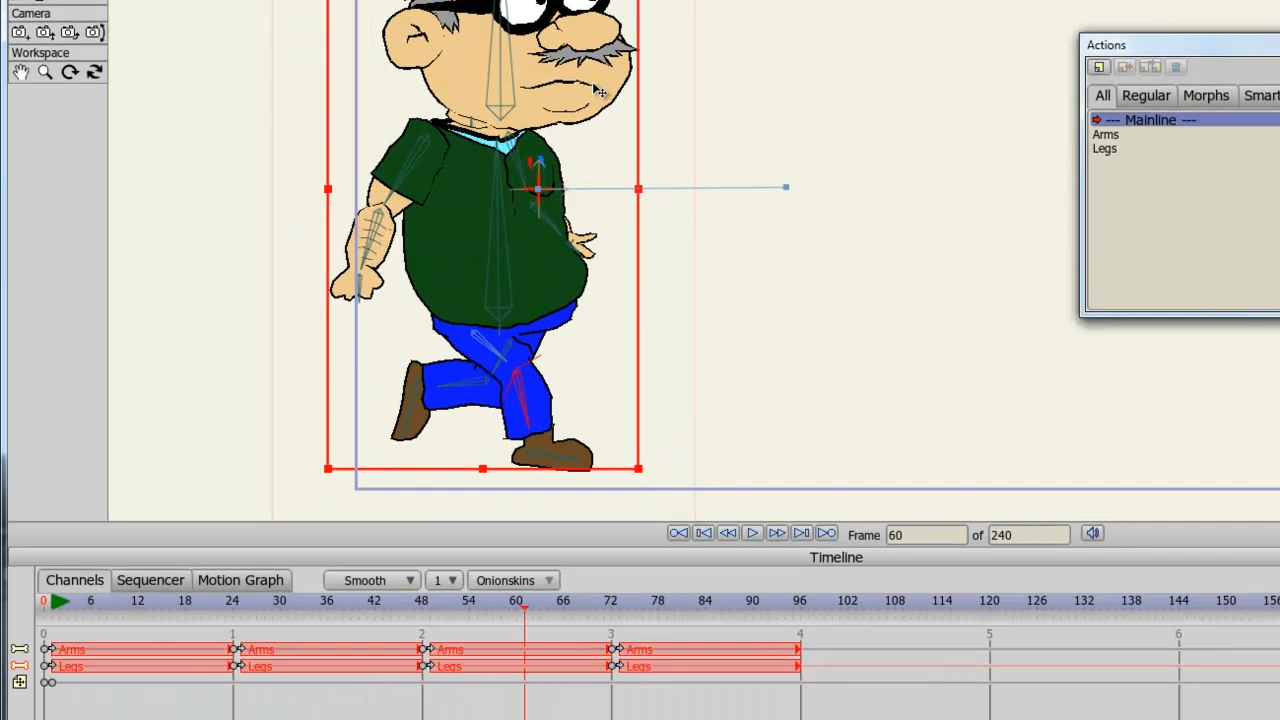 Camera
Workspace
Actions
All Regular Morphs Smart
--- Mainline ---
Arms
Legs
Frame 60 of 240
Timeline
Channels Sequencer Motion Graph Smooth 1 Onionskins
0 6 12 18 24 30 36 42 48 54 60 66 72 78 84 90 96 102 108 114 120 126 132 138 144 150 156
0 1 2 3 4 5 6
Arms Arms Arms Arms
Legs Legs Legs Legs